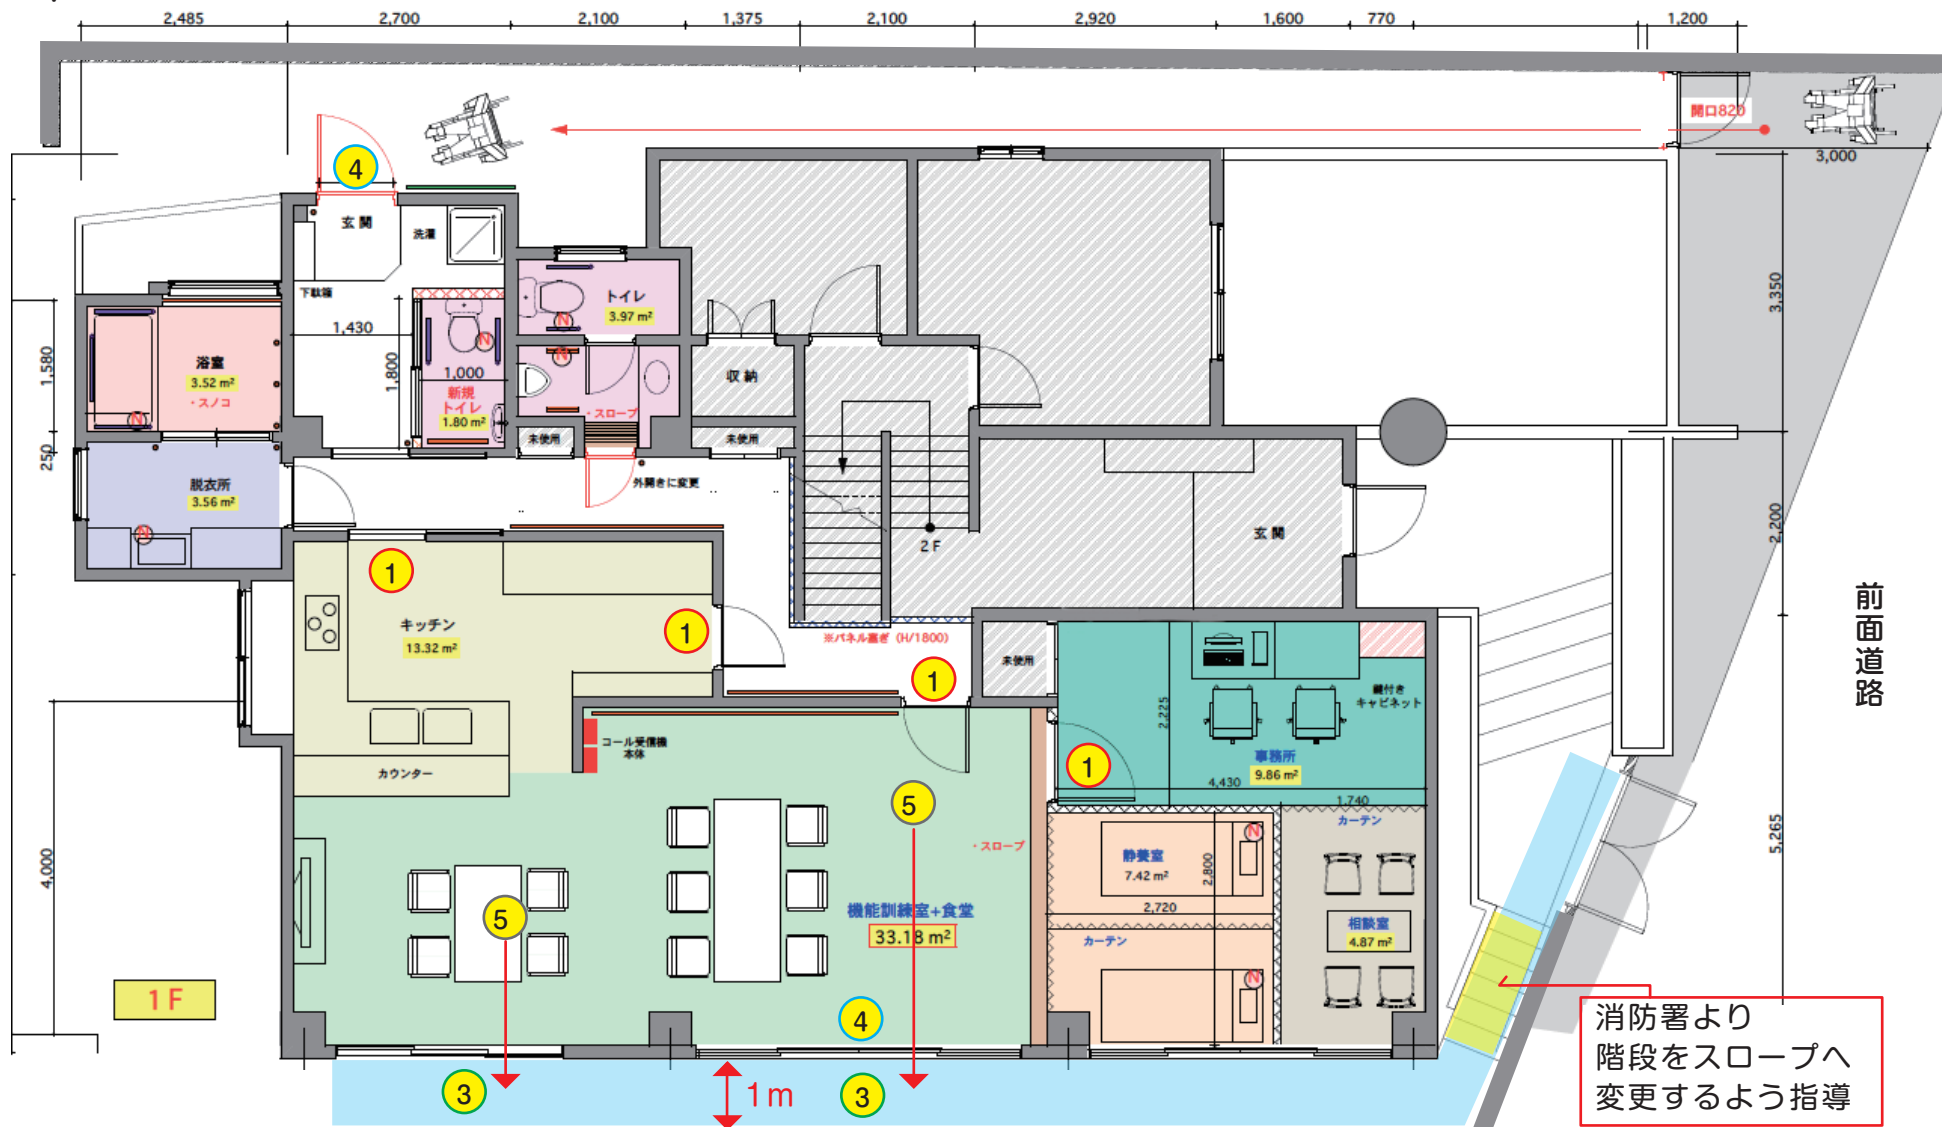 2,485
2,700
2,100
1,375
2,100
2,920
1,600
770
1,200
開口820
3,000
4
玄関
洗濯
下駄箱
1,430
1,800
トイレ
3.97 m²
N
N
N
1,000
新規
トイレ
1.80 m²
・スロープ
収納
未使用
未使用
外開きに変更
浴室
3.52 m²
・スノコ
N
脱衣所
3.56 m²
N
1,580
250
4,000
3,350
2,200
5,265
2F
玄関
前面道路
1
キッチン
13.32 m²
1
※パネル塞ぎ（H/1800）
1
未使用
カウンター
コール受信機
本体
鍵付き
キャビネット
2,225
事務所
9.86 m²
4,430
1
1,740
カーテン
5
・スロープ
静養室
7.42 m²
2,800
N
2,720
カーテン
N
相談室
4.87 m²
機能訓練室+食堂
33.18 m²
5
1F
4
3
1m
3
消防署より
階段をスロープへ
変更するよう指導